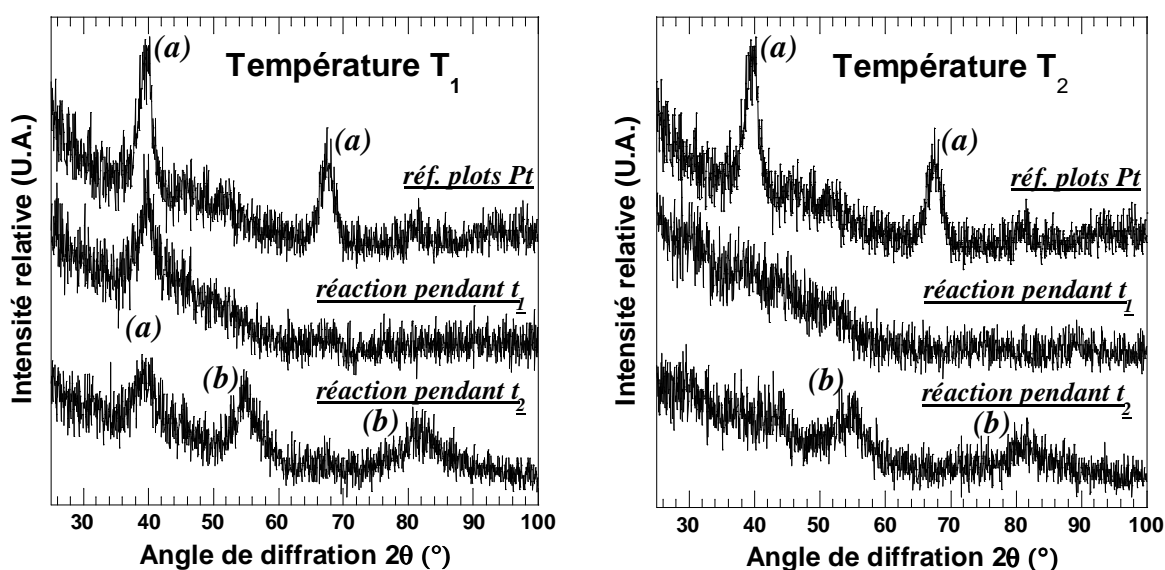 Température T1
(a)
(a)
réf. plots Pt
réaction pendant t1
(a)
(b)
réaction pendant t2
(b)
Intensité relative (U.A.)
30 40 50 60 70 80 90 100
Angle de diffration 2θ (°)
Température T2
(a)
(a)
réf. plots Pt
réaction pendant t1
(b)
réaction pendant t2
(b)
Intensité relative (U.A.)
30 40 50 60 70 80 90 100
Angle de diffration 2θ (°)